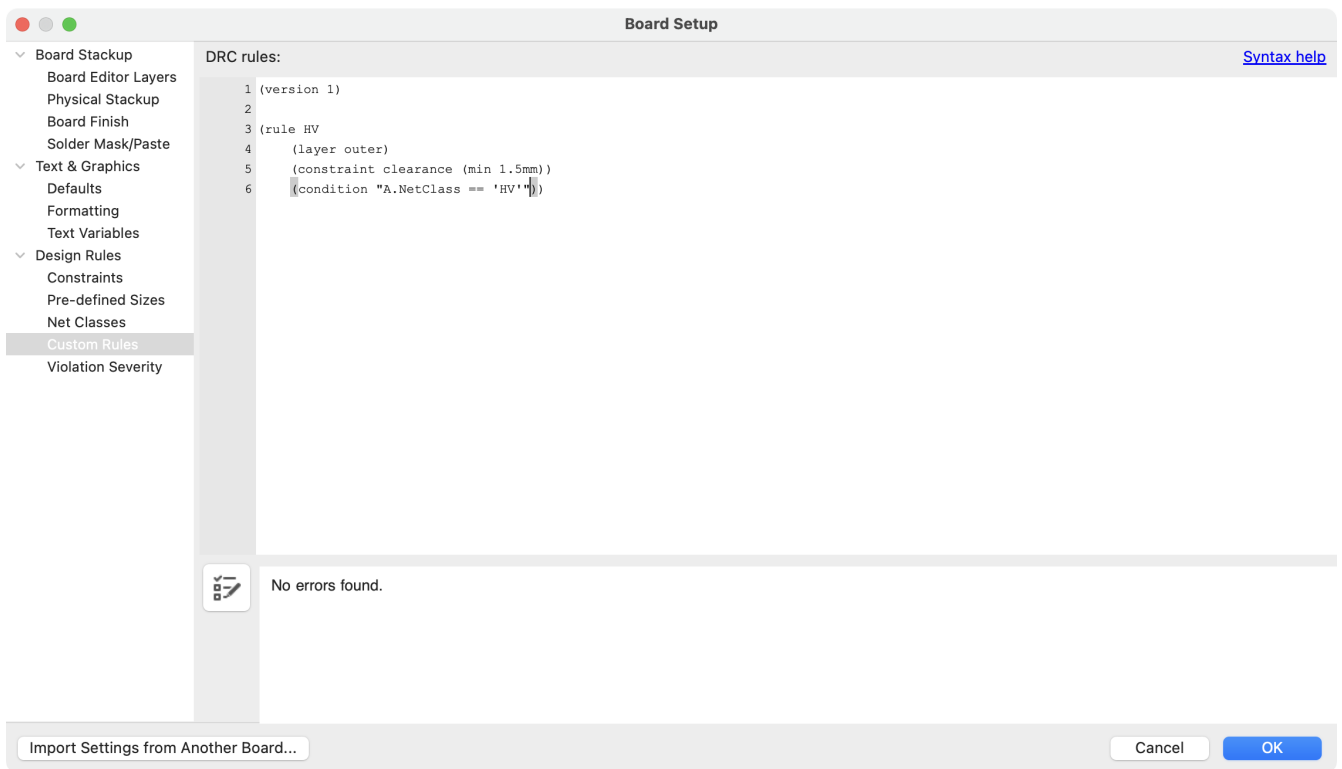 Board Setup
Board Stackup
Board Editor Layers
Physical Stackup
Board Finish
Solder Mask/Paste
Text & Graphics
Defaults
Formatting
Text Variables
Design Rules
Constraints
Pre-defined Sizes
Net Classes
Custom Rules
Violation Severity
DRC rules:
Syntax help
1 (version 1)
2
3 (rule HV
4 (layer outer)
5 (constraint clearance (min 1.5mm))
6 (condition "A.NetClass == 'HV'"))
No errors found.
Import Settings from Another Board...
Cancel
OK